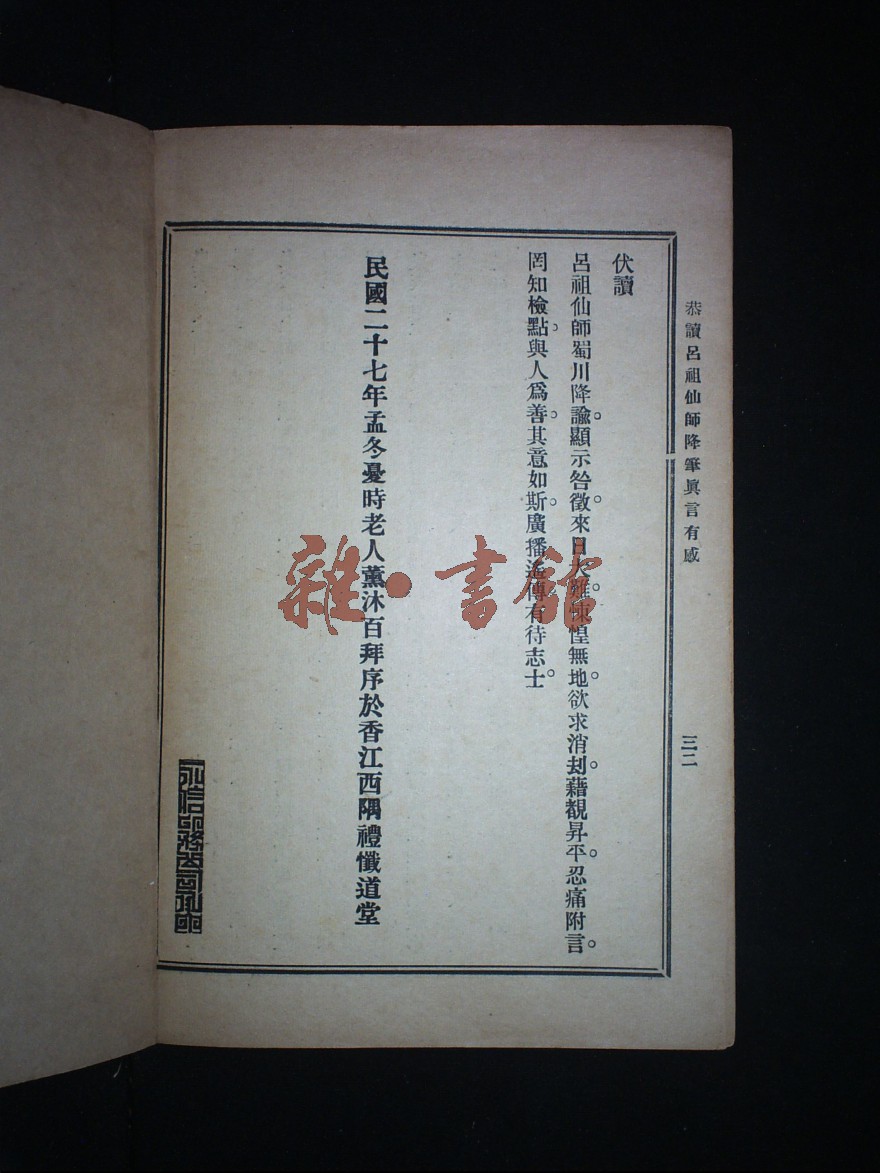 恭讀呂祖仙師降筆眞言有感
三二
伏讀
呂祖仙師蜀川降諭。顯示咎徵。來日大難。悚惶無地。欲求消刦。藉覩昇平。忍痛附言。
罔知檢點。與人爲善。其意如斯。廣播流傳。有待志士。
民國二十七年孟冬憂時老人薰沐百拜序於香江西隅禮懺道堂
雜·書館